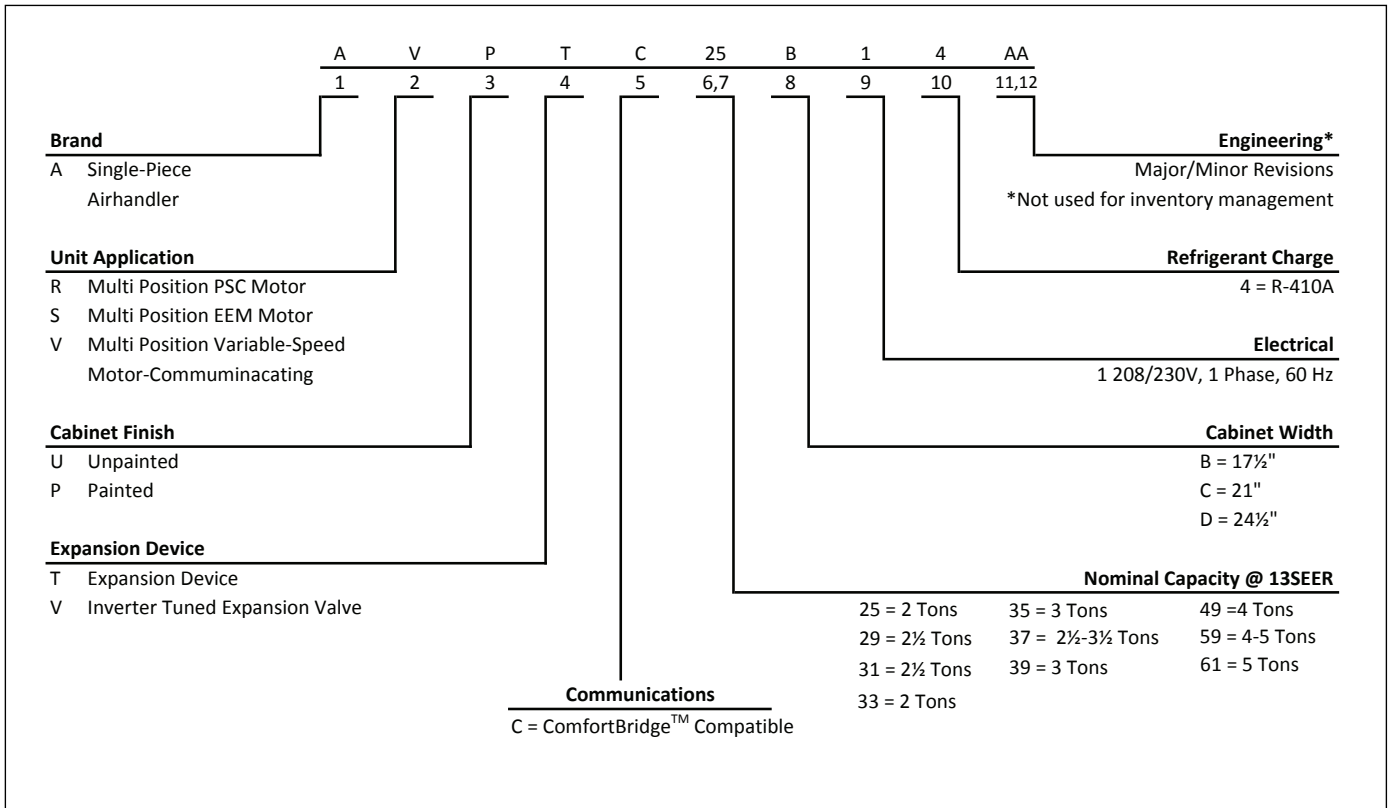 A V P T C 25 B 1 4 AA
1 2 3 4 5 6,7 8 9 10 11,12
Brand
A Single-Piece
Airhandler
Unit Application
R Multi Position PSC Motor
S Multi Position EEM Motor
V Multi Position Variable-Speed
Motor-Commuminacating
Cabinet Finish
U Unpainted
P Painted
Expansion Device
T Expansion Device
V Inverter Tuned Expansion Valve
Communications
C = ComfortBridge™ Compatible
Engineering*
Major/Minor Revisions
*Not used for inventory management
Refrigerant Charge
4 = R-410A
Electrical
1 208/230V, 1 Phase, 60 Hz
Cabinet Width
B = 17½"
C = 21"
D = 24½"
Nominal Capacity @ 13SEER
25 = 2 Tons 35 = 3 Tons 49 =4 Tons
29 = 2½ Tons 37 = 2½-3½ Tons 59 = 4-5 Tons
31 = 2½ Tons 39 = 3 Tons 61 = 5 Tons
33 = 2 Tons